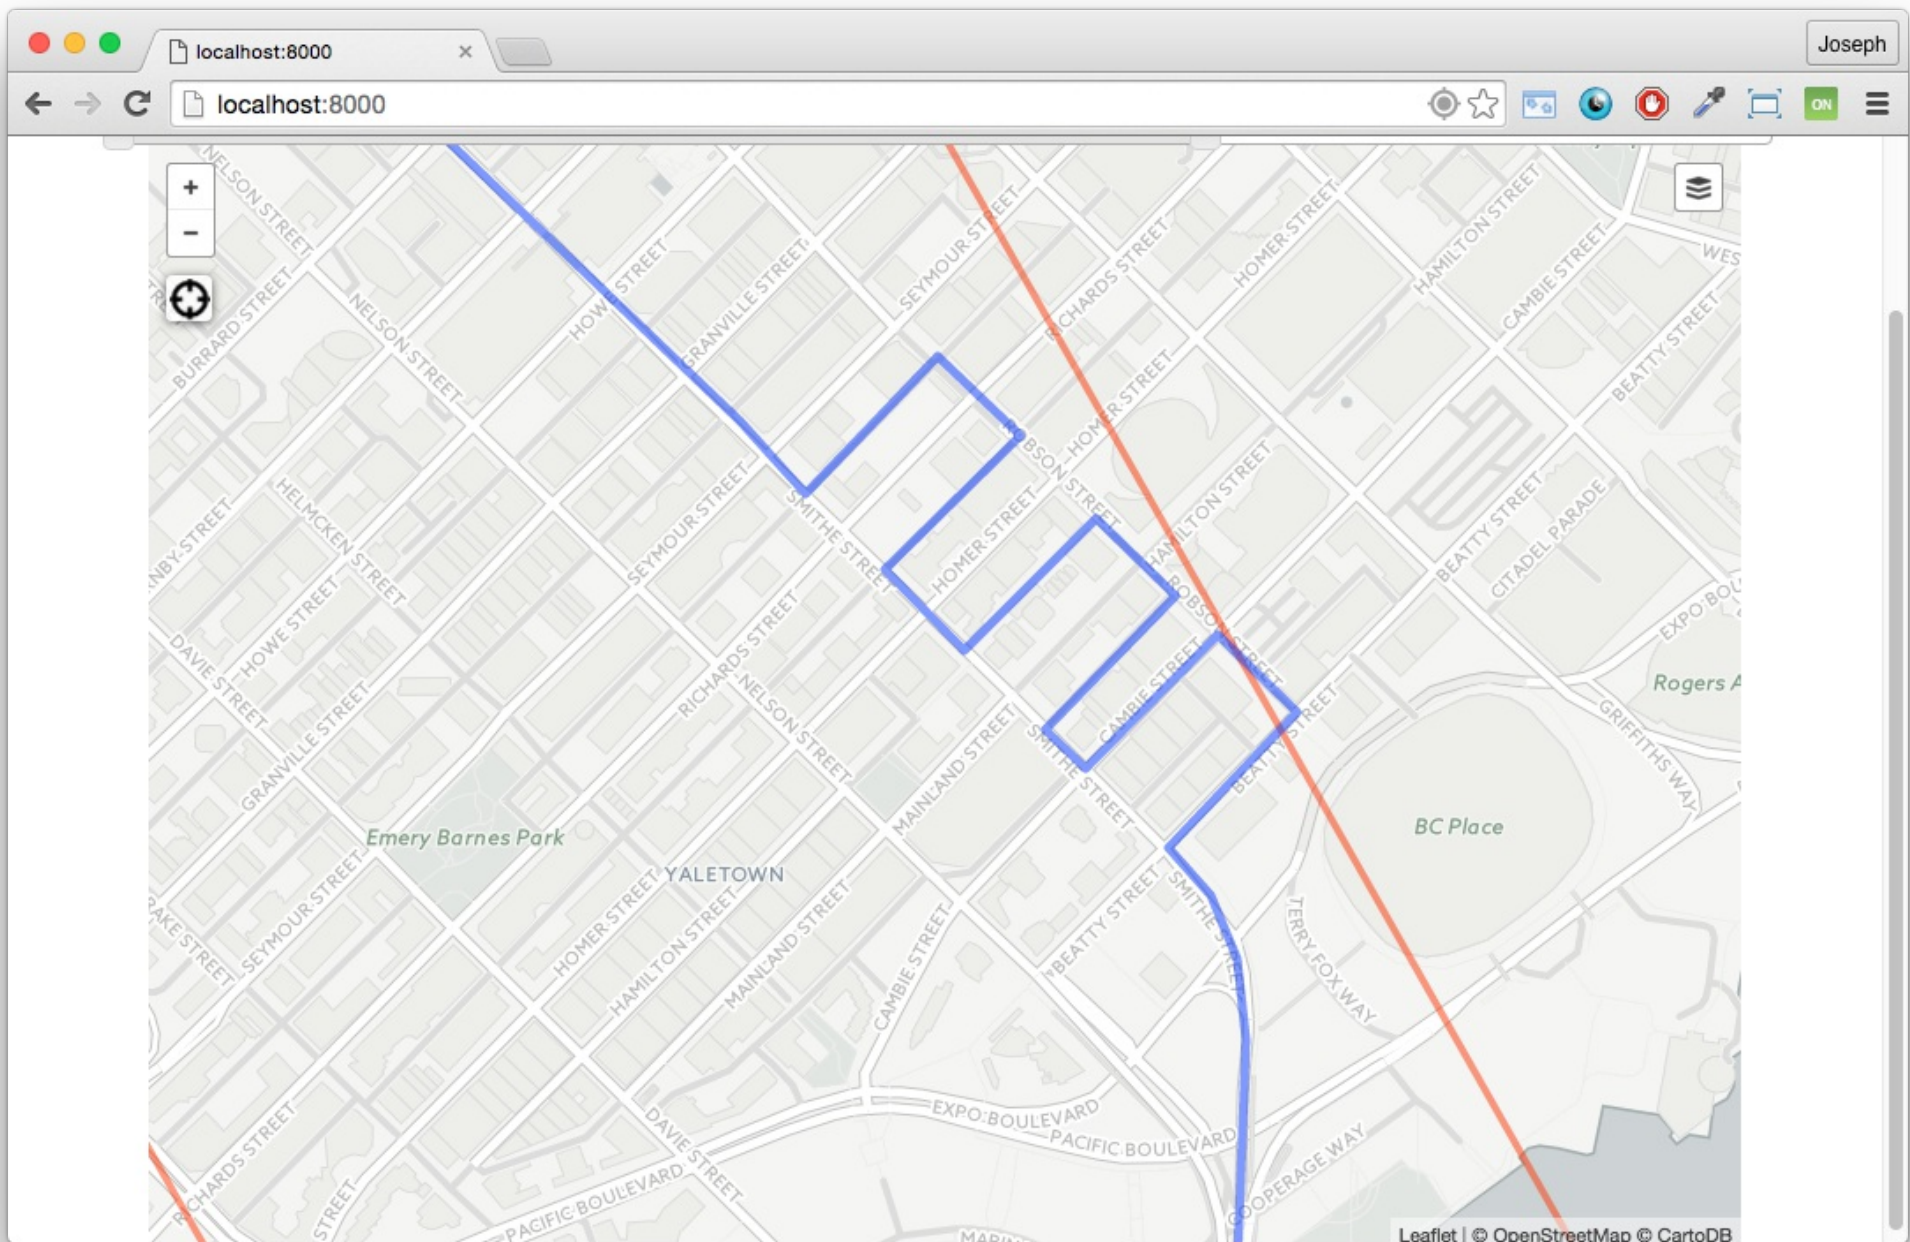 localhost:8000
Joseph
localhost:8000
ON
+
−
NELSON STREET
BURRARD STREET
NELSON STREET
HOWE STREET
GRANVILLE STREET
SEYMOUR STREET
HOMER STREET
HAMILTON STREET
CAMBIE STREET
WES
BEATTY STREET
HOMER STREET
ROBSON STREET
HAMILTON STREET
SMITHE STREET
SEYMOUR STREET
HELMCKEN STREET
HOMER STREET
BEATTY STREET
CITADEL PARADE
EXPO BOU
HOWE STREET
DAVIE STREET
RICHARDS STREET
ROBSON STREET
CAMBIE STREET
Rogers A
GRIFFITHS WAY
GRANVILLE STREET
NELSON STREET
MAINLAND STREET
SMITHE STREET
BEATTY STREET
BC Place
Emery Barnes Park
YALETOWN
SEYMOUR STREET
HOMER STREET
HAMILTON STREET
MAINLAND STREET
CAMBIE STREET
BEATTY STREET
SMITHE STREET
TERRY FOX WAY
EXPO BOULEVARD
PACIFIC BOULEVARD
DAVIE STREET
RICHARDS STREET
STREET
PACIFIC BOULEVARD
COOPERAGE WAY
Leaflet | © OpenStreetMap © CartoDB